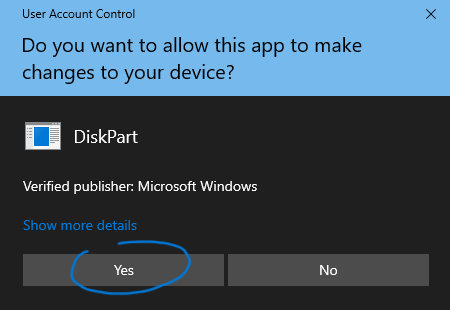 User Account Control
Do you want to allow this app to make
changes to your device?
DiskPart
Verified publisher: Microsoft Windows
Show more details
Yes
No